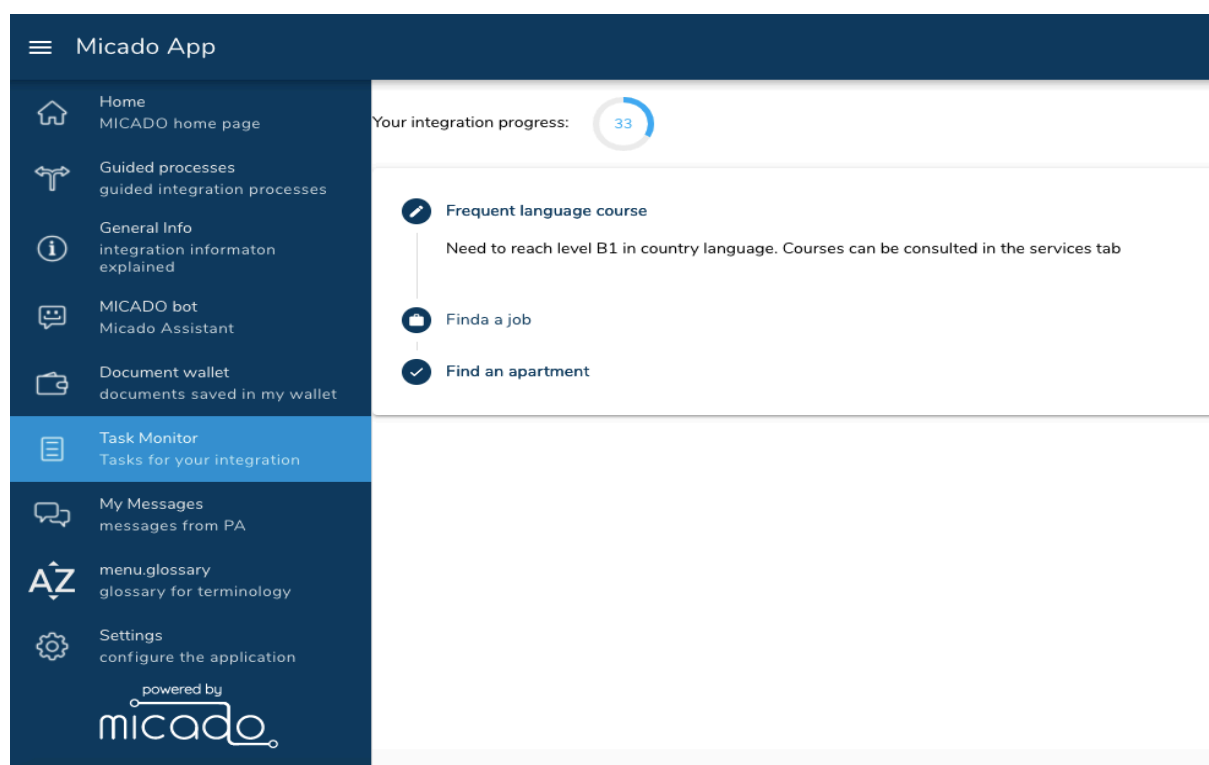 Micado App
Home
MICADO home page
Guided processes
guided integration processes
General Info
integration informaton
explained
MICADO bot
Micado Assistant
Document wallet
documents saved in my wallet
Task Monitor
Tasks for your integration
My Messages
messages from PA
AZ
menu.glossary
glossary for terminology
Settings
configure the application
powered by
micado
Your integration progress:
33
Frequent language course
Need to reach level B1 in country language. Courses can be consulted in the services tab
Finda a job
Find an apartment